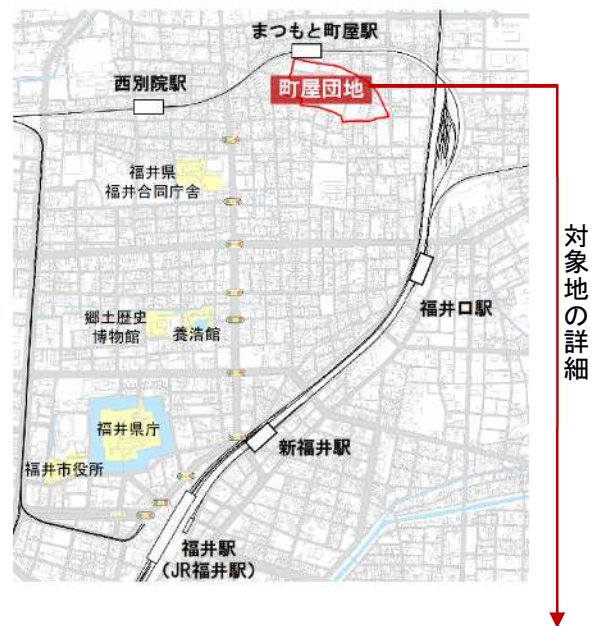 まつもと町屋駅
西別院駅
町屋団地
福井県
福井合同庁舎
対象地の詳細
福井口駅
郷土歴史
博物館
養浩館
福井県庁
新福井駅
福井市役所
福井駅
(JR福井駅)